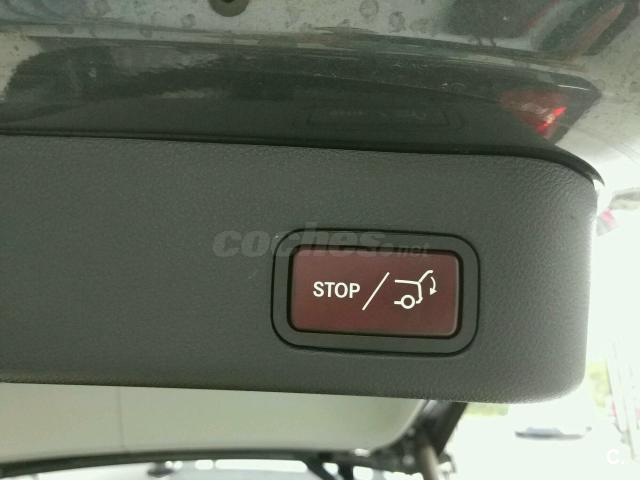 coches.net
STOP /
C.